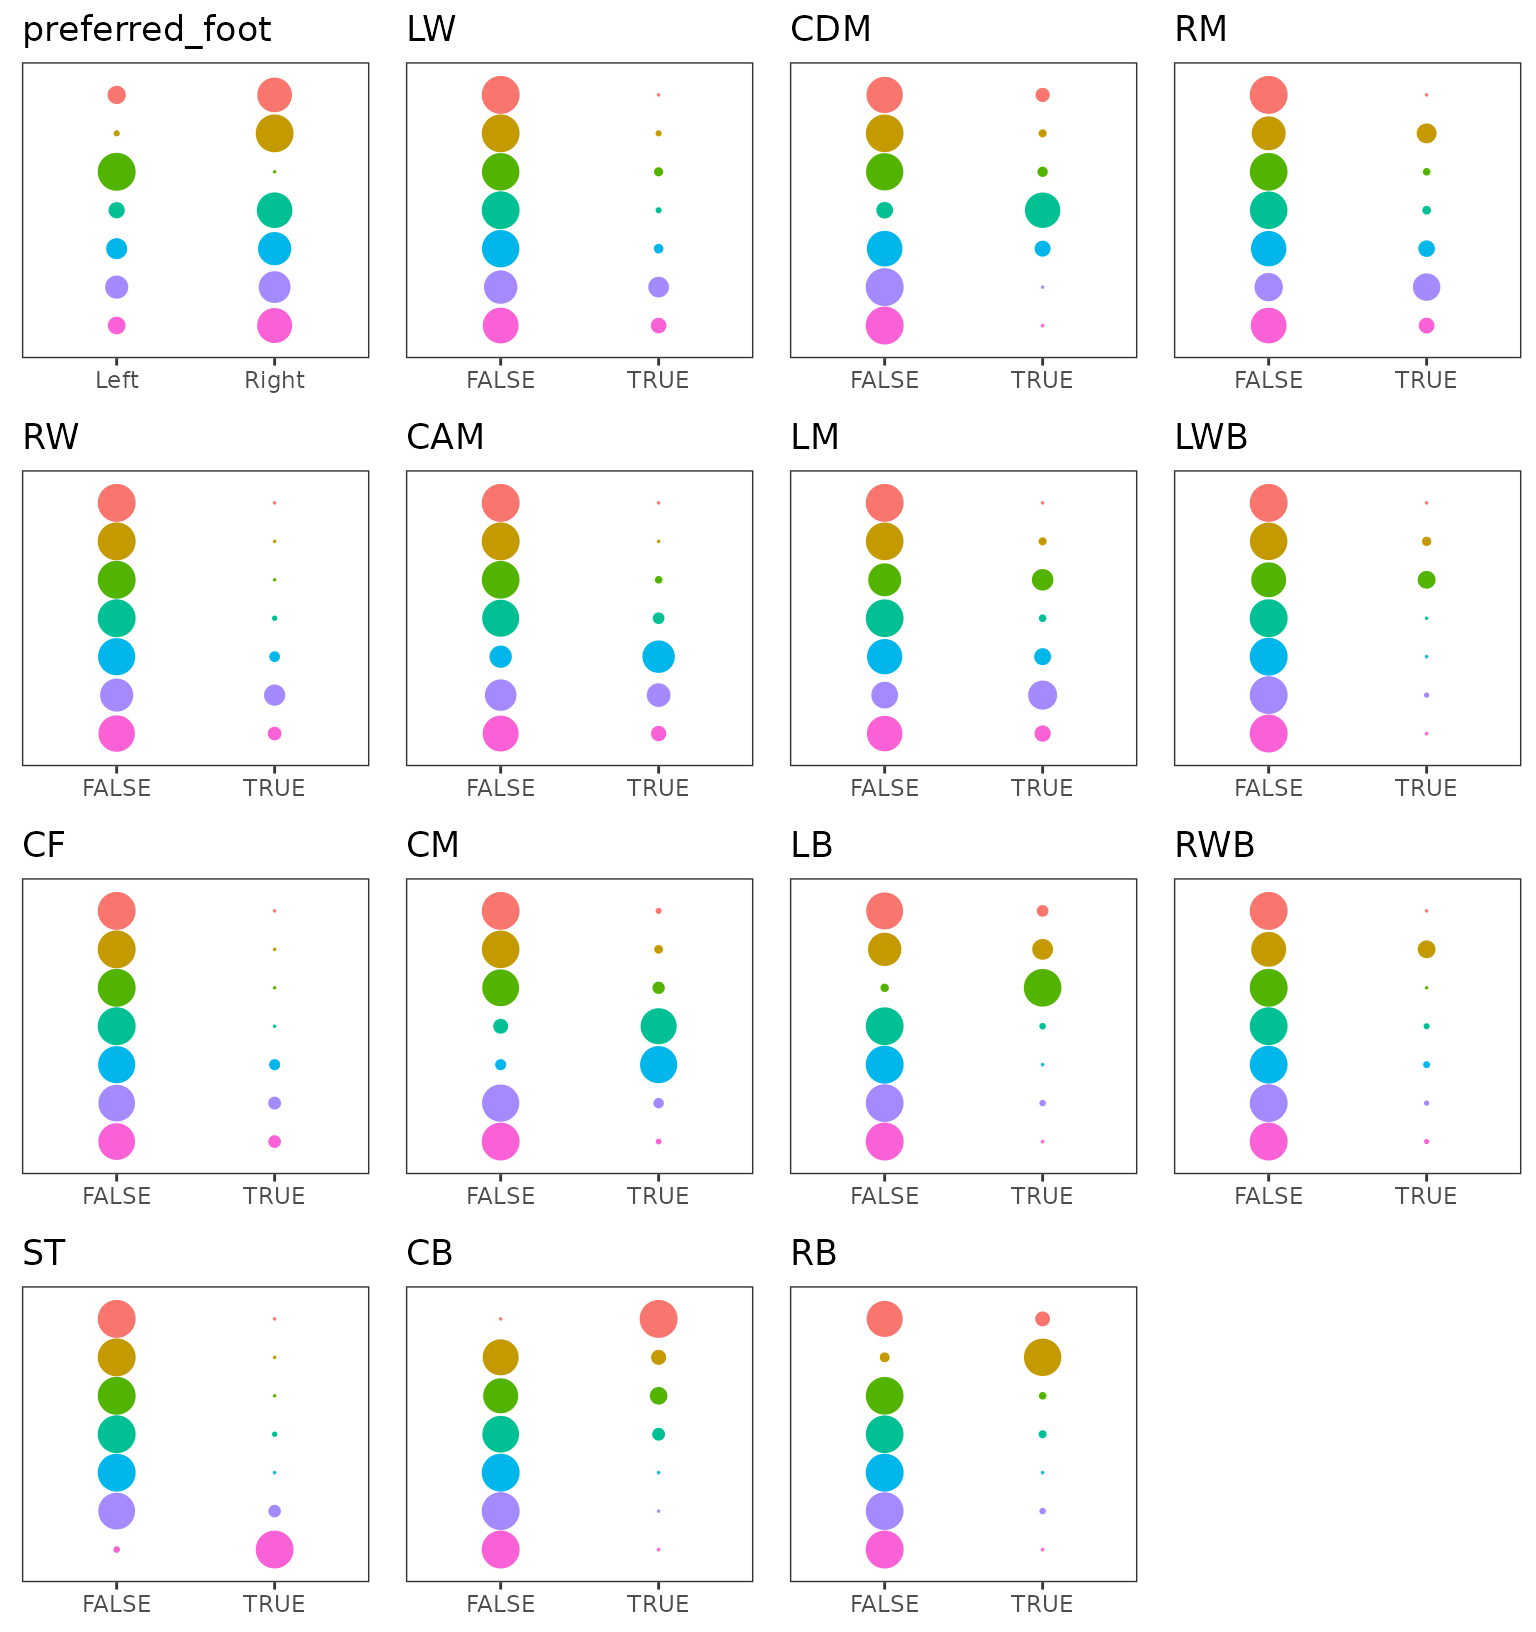 preferred_foot LW CDM RM
Left Right FALSE TRUE FALSE TRUE FALSE TRUE
RW CAM LM LWB
FALSE TRUE FALSE TRUE FALSE TRUE FALSE TRUE
CF CM LB RWB
FALSE TRUE FALSE TRUE FALSE TRUE FALSE TRUE
ST CB RB
FALSE TRUE FALSE TRUE FALSE TRUE